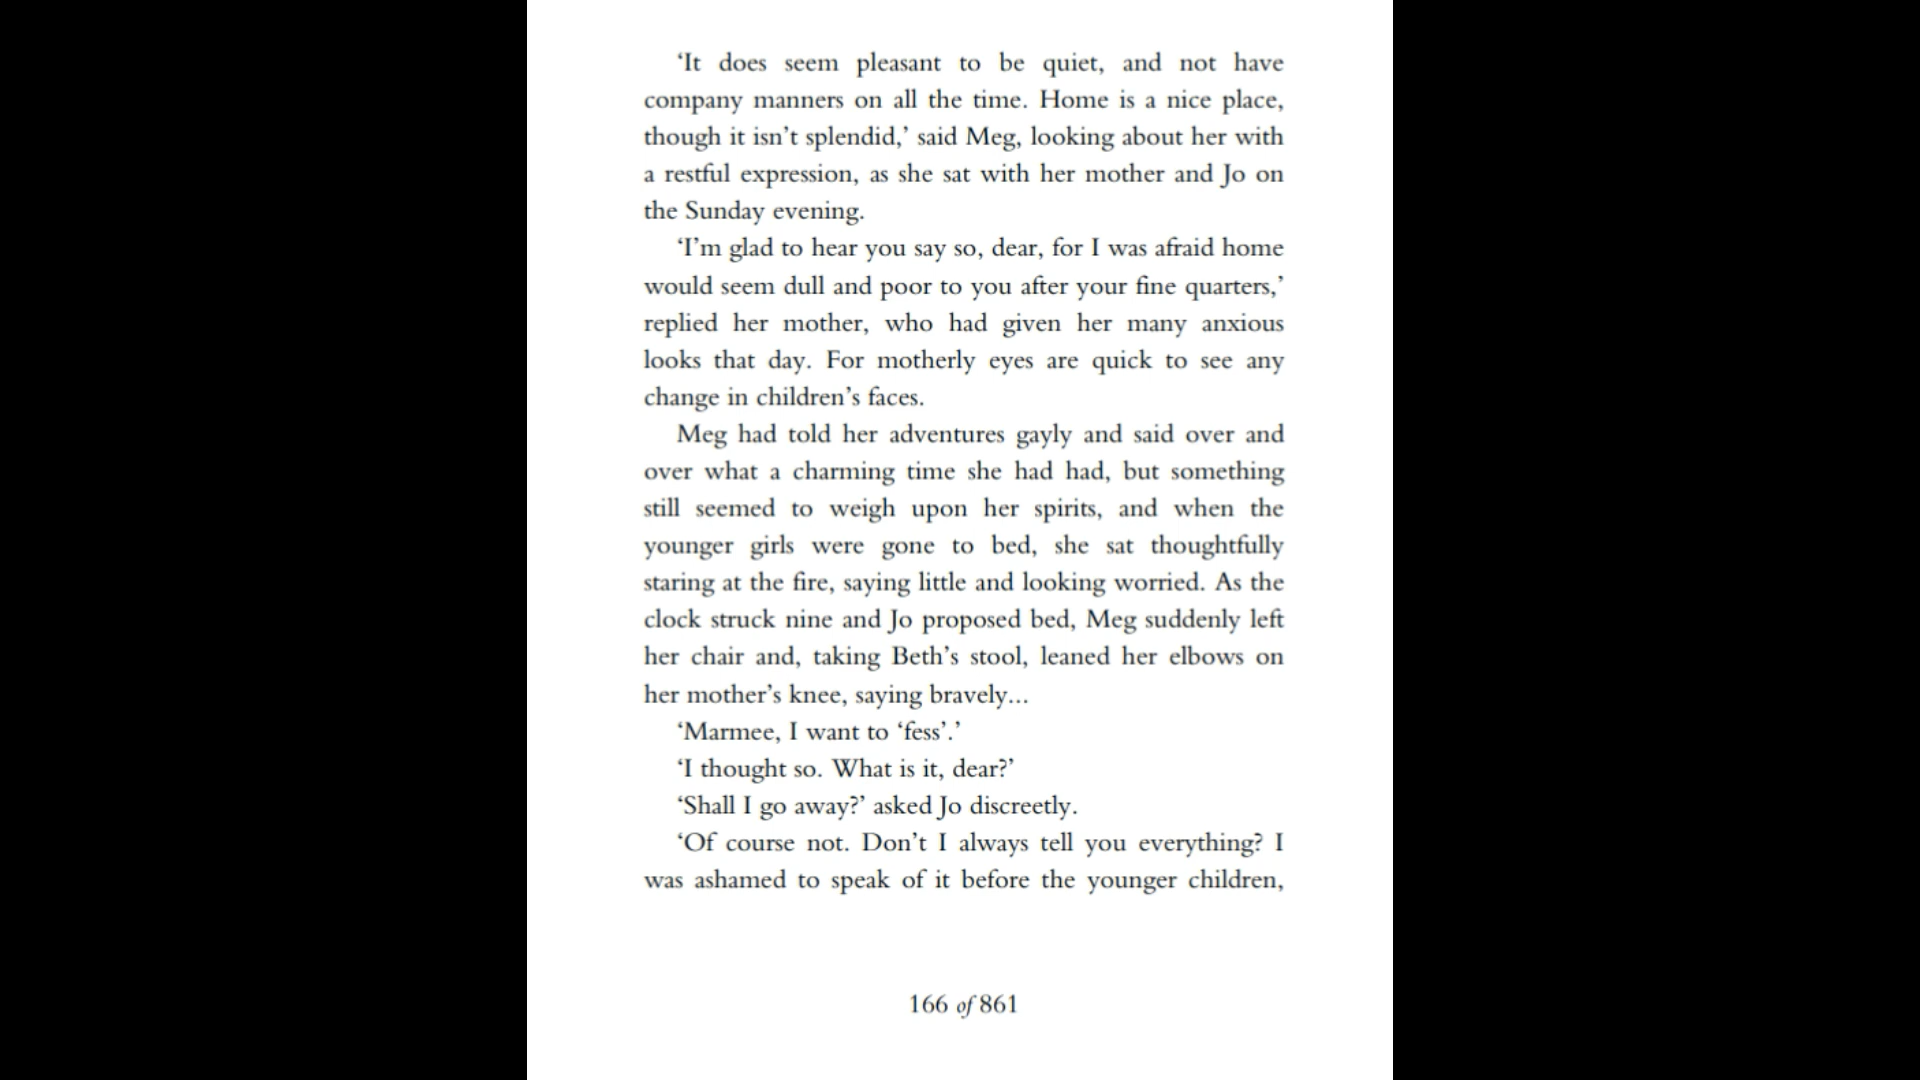 ‘It does seem pleasant to be quiet, and not have
company manners on all the time. Home is a nice place,
though it isn’t splendid,’ said Meg, looking about her with
a restful expression, as she sat with her mother and Jo on
the Sunday evening.
‘I’m glad to hear you say so, dear, for I was afraid home
would seem dull and poor to you after your fine quarters,’
replied her mother, who had given her many anxious
looks that day. For motherly eyes are quick to see any
change in children’s faces.
Meg had told her adventures gayly and said over and
over what a charming time she had had, but something
still seemed to weigh upon her spirits, and when the
younger girls were gone to bed, she sat thoughtfully
staring at the fire, saying little and looking worried. As the
clock struck nine and Jo proposed bed, Meg suddenly left
her chair and, taking Beth’s stool, leaned her elbows on
her mother’s knee, saying bravely...
‘Marmee, I want to ‘fess’.’
‘I thought so. What is it, dear?’
‘Shall I go away?’ asked Jo discreetly.
‘Of course not. Don’t I always tell you everything? I
was ashamed to speak of it before the younger children,
166 of 861